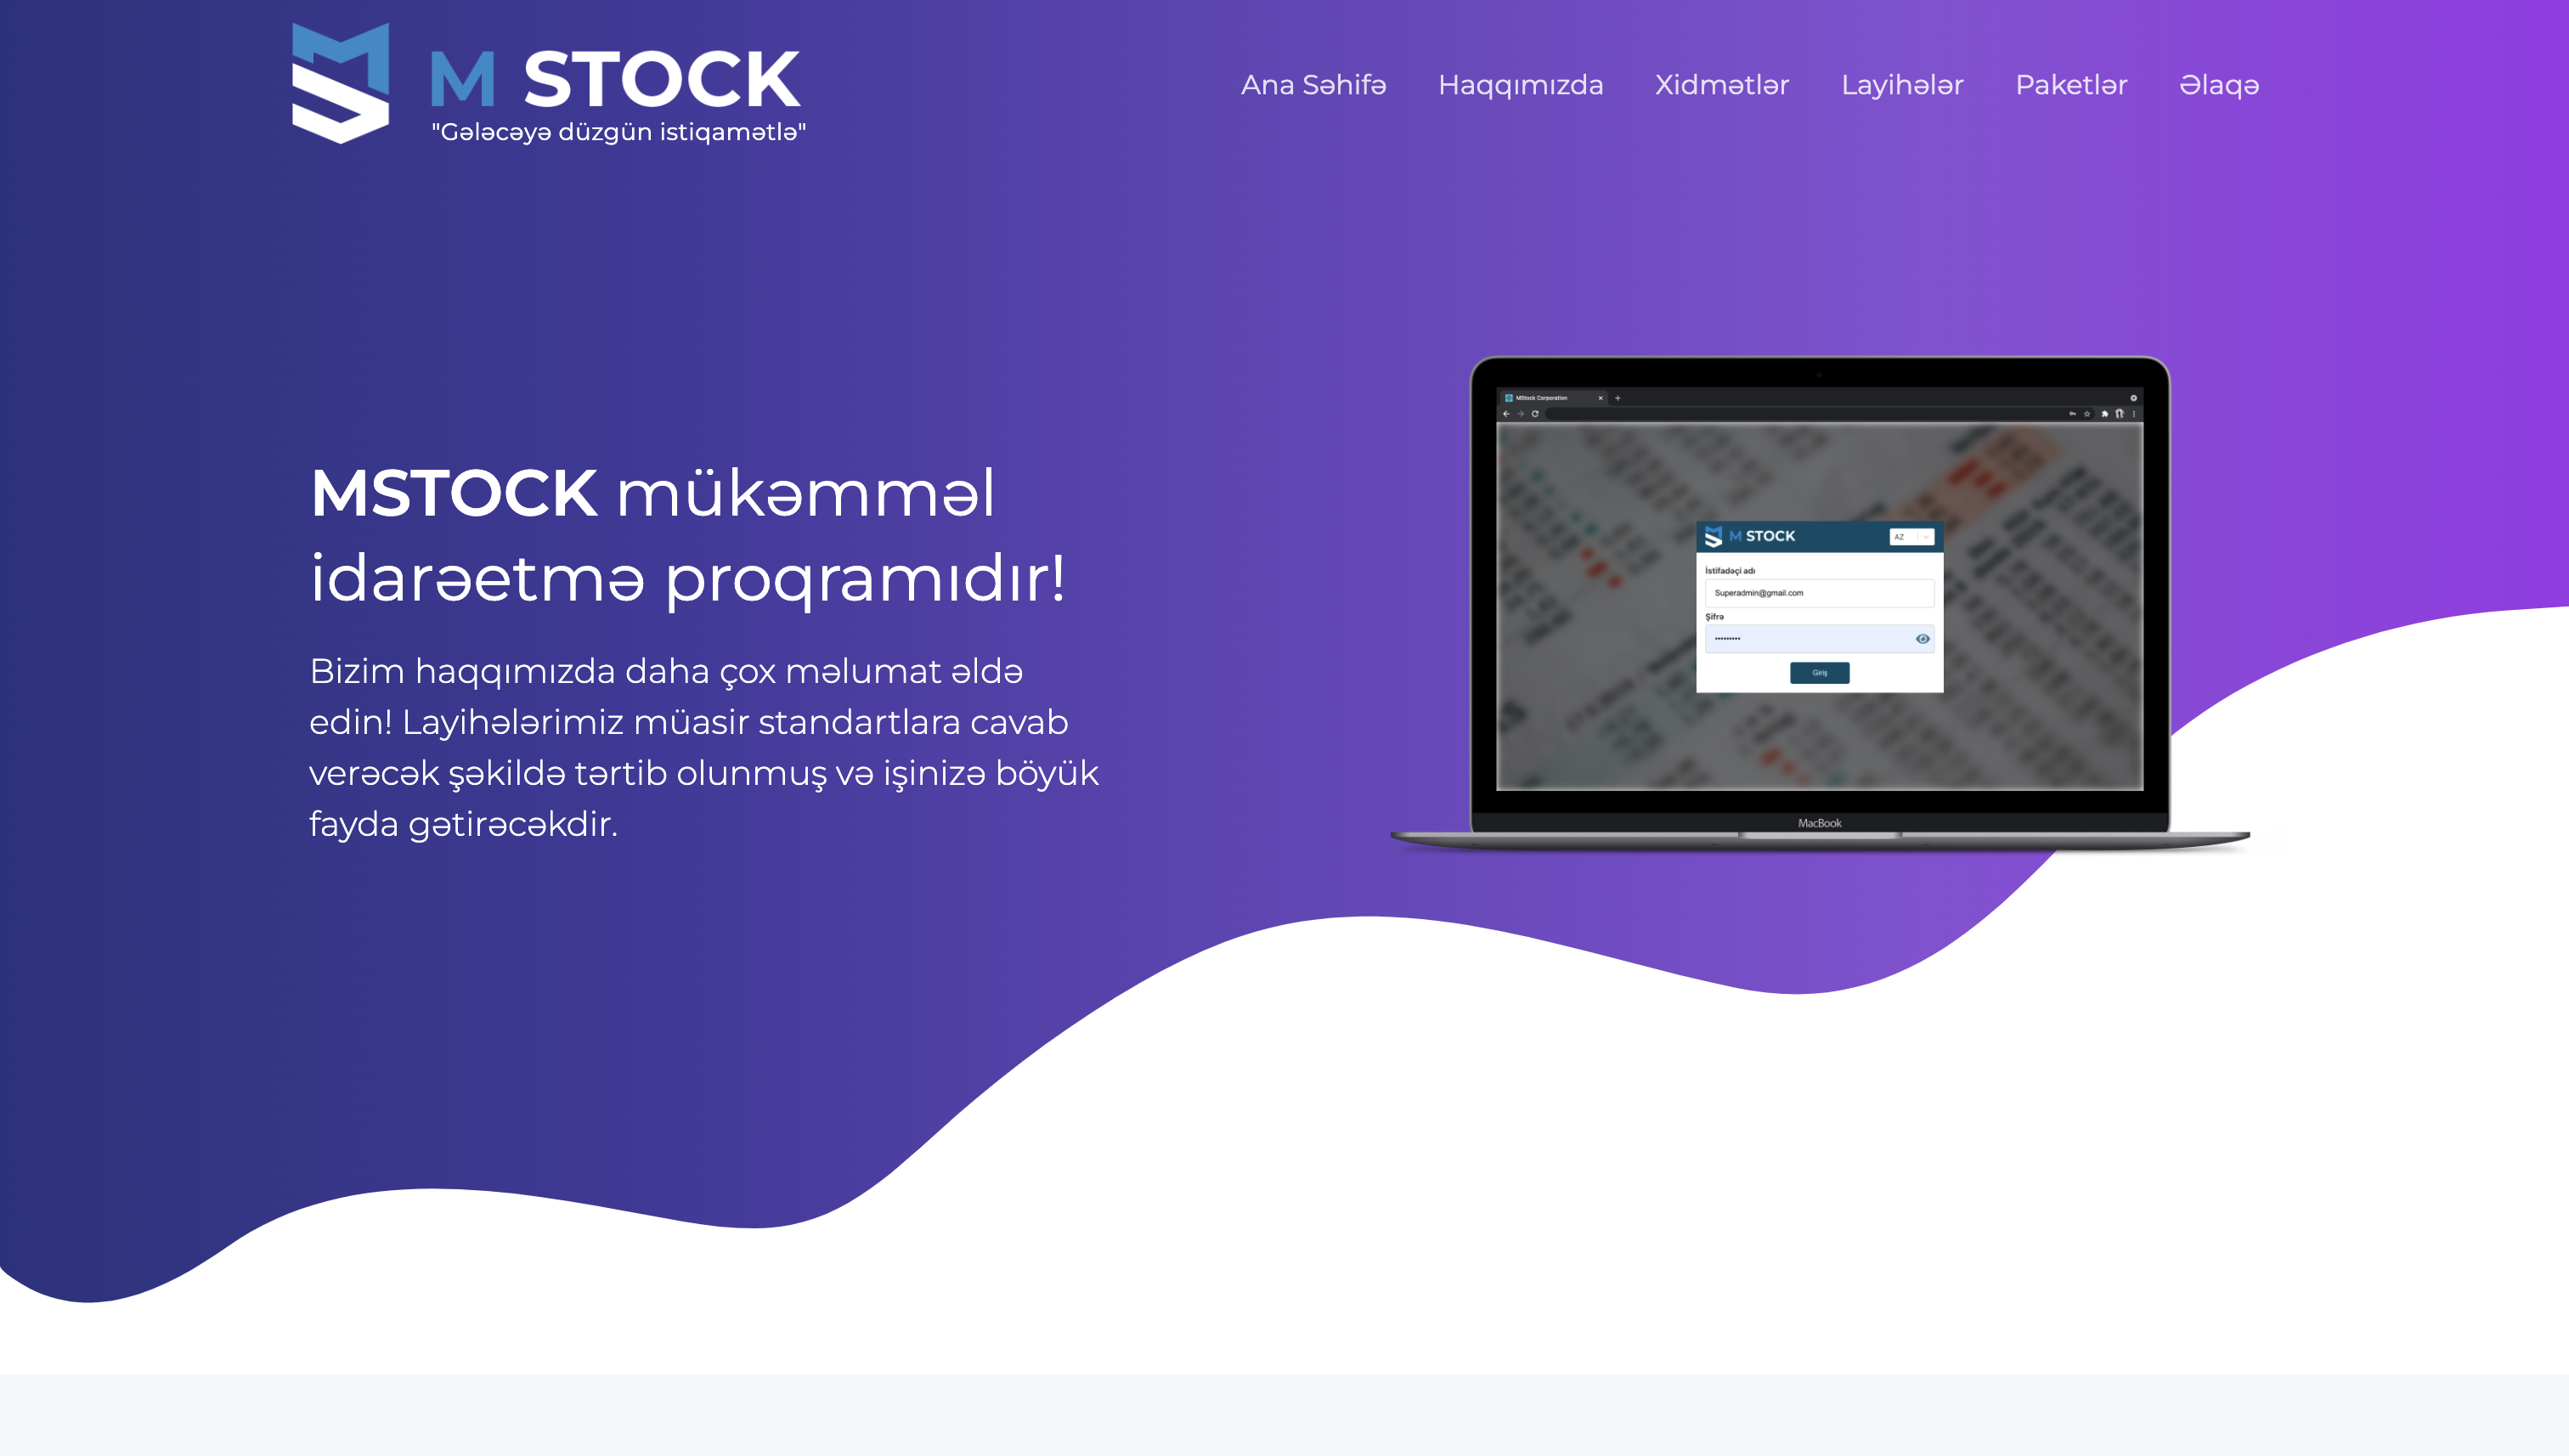 M STOCK
"Gələcəyə düzgün istiqamətlə"
Ana Səhifə Haqqımızda Xidmətlər Layihələr Paketlər Əlaqə
MSTOCK mükəmməl
idarəetmə proqramıdır!
Bizim haqqımızda daha çox məlumat əldə
edin! Layihələrimiz müasir standartlara cavab
verəcək şəkildə tərtib olunmuş və işinizə böyük
fayda gətirəcəkdir.
MStock Corporation
M STOCK
AZ
İstifadəçi adı
Superadmin@gmail.com
Şifrə
Giriş
MacBook